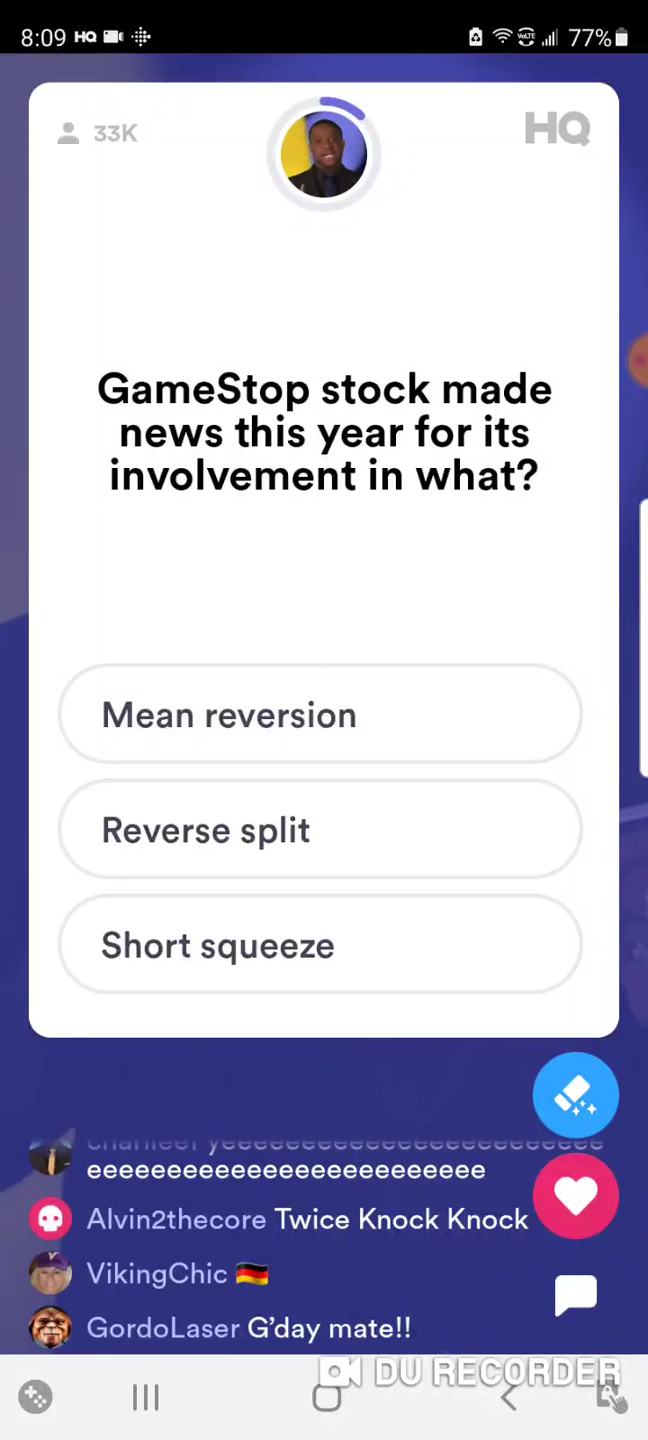 8:09 HQ 77%
33K
HQ
GameStop stock made
news this year for its
involvement in what?
Mean reversion
Reverse split
Short squeeze
eeeeeeeeeeeeeeeeeeeeeeeee
Alvin2thecore Twice Knock Knock
VikingChic 🇩🇪
GordoLaser G’day mate!!
DU RECORDER